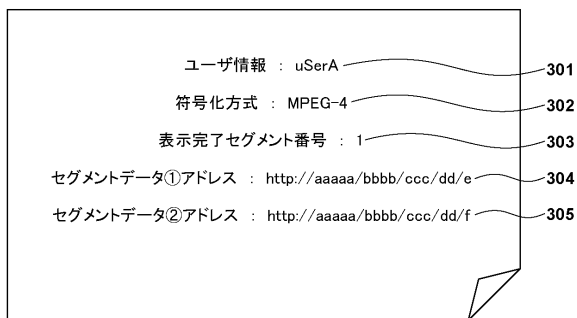 ユーザ情報 : uSerA 301
符号化方式 : MPEG-4 302
表示完了セグメント番号 : 1 303
セグメントデータ①アドレス : http://aaaaa/bbbb/ccc/dd/e 304
セグメントデータ②アドレス : http://aaaaa/bbbb/ccc/dd/f 305